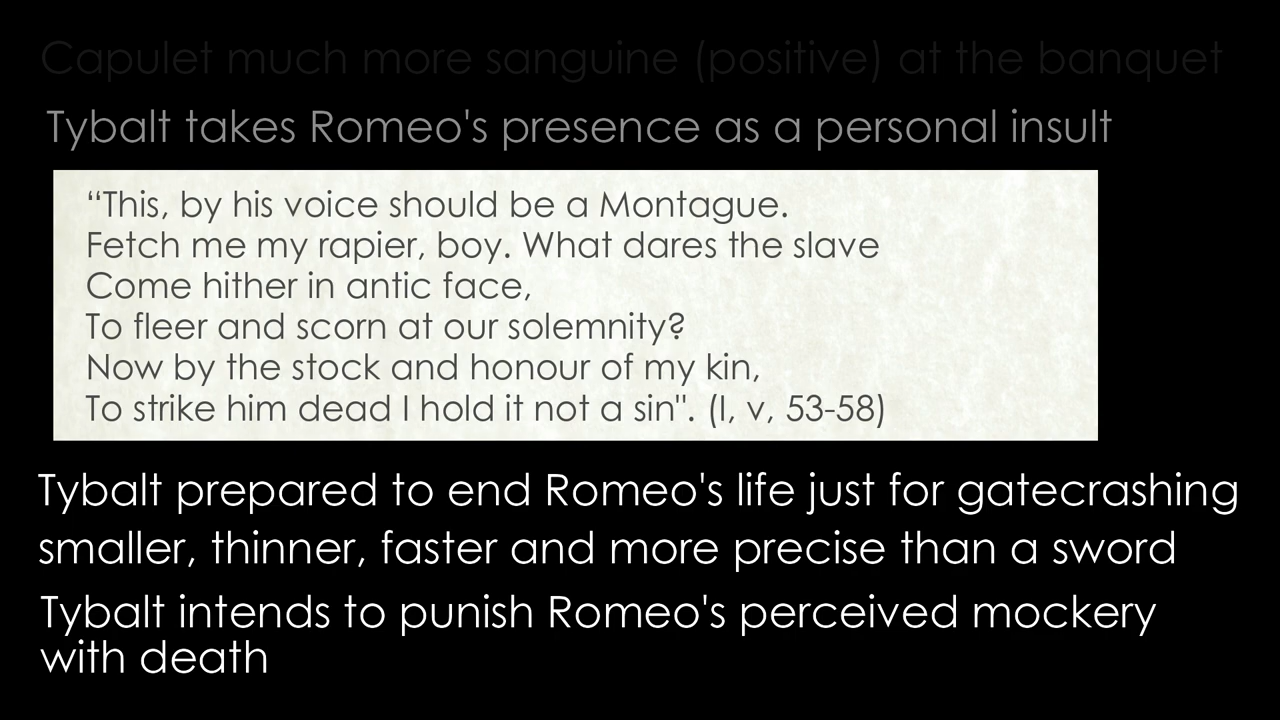 Capulet much more sanguine (positive) at the banquet
Tybalt takes Romeo's presence as a personal insult
“This, by his voice should be a Montague.
Fetch me my rapier, boy. What dares the slave
Come hither in antic face,
To fleer and scorn at our solemnity?
Now by the stock and honour of my kin,
To strike him dead I hold it not a sin". (I, v, 53-58)
Tybalt prepared to end Romeo's life just for gatecrashing
smaller, thinner, faster and more precise than a sword
Tybalt intends to punish Romeo's perceived mockery
with death